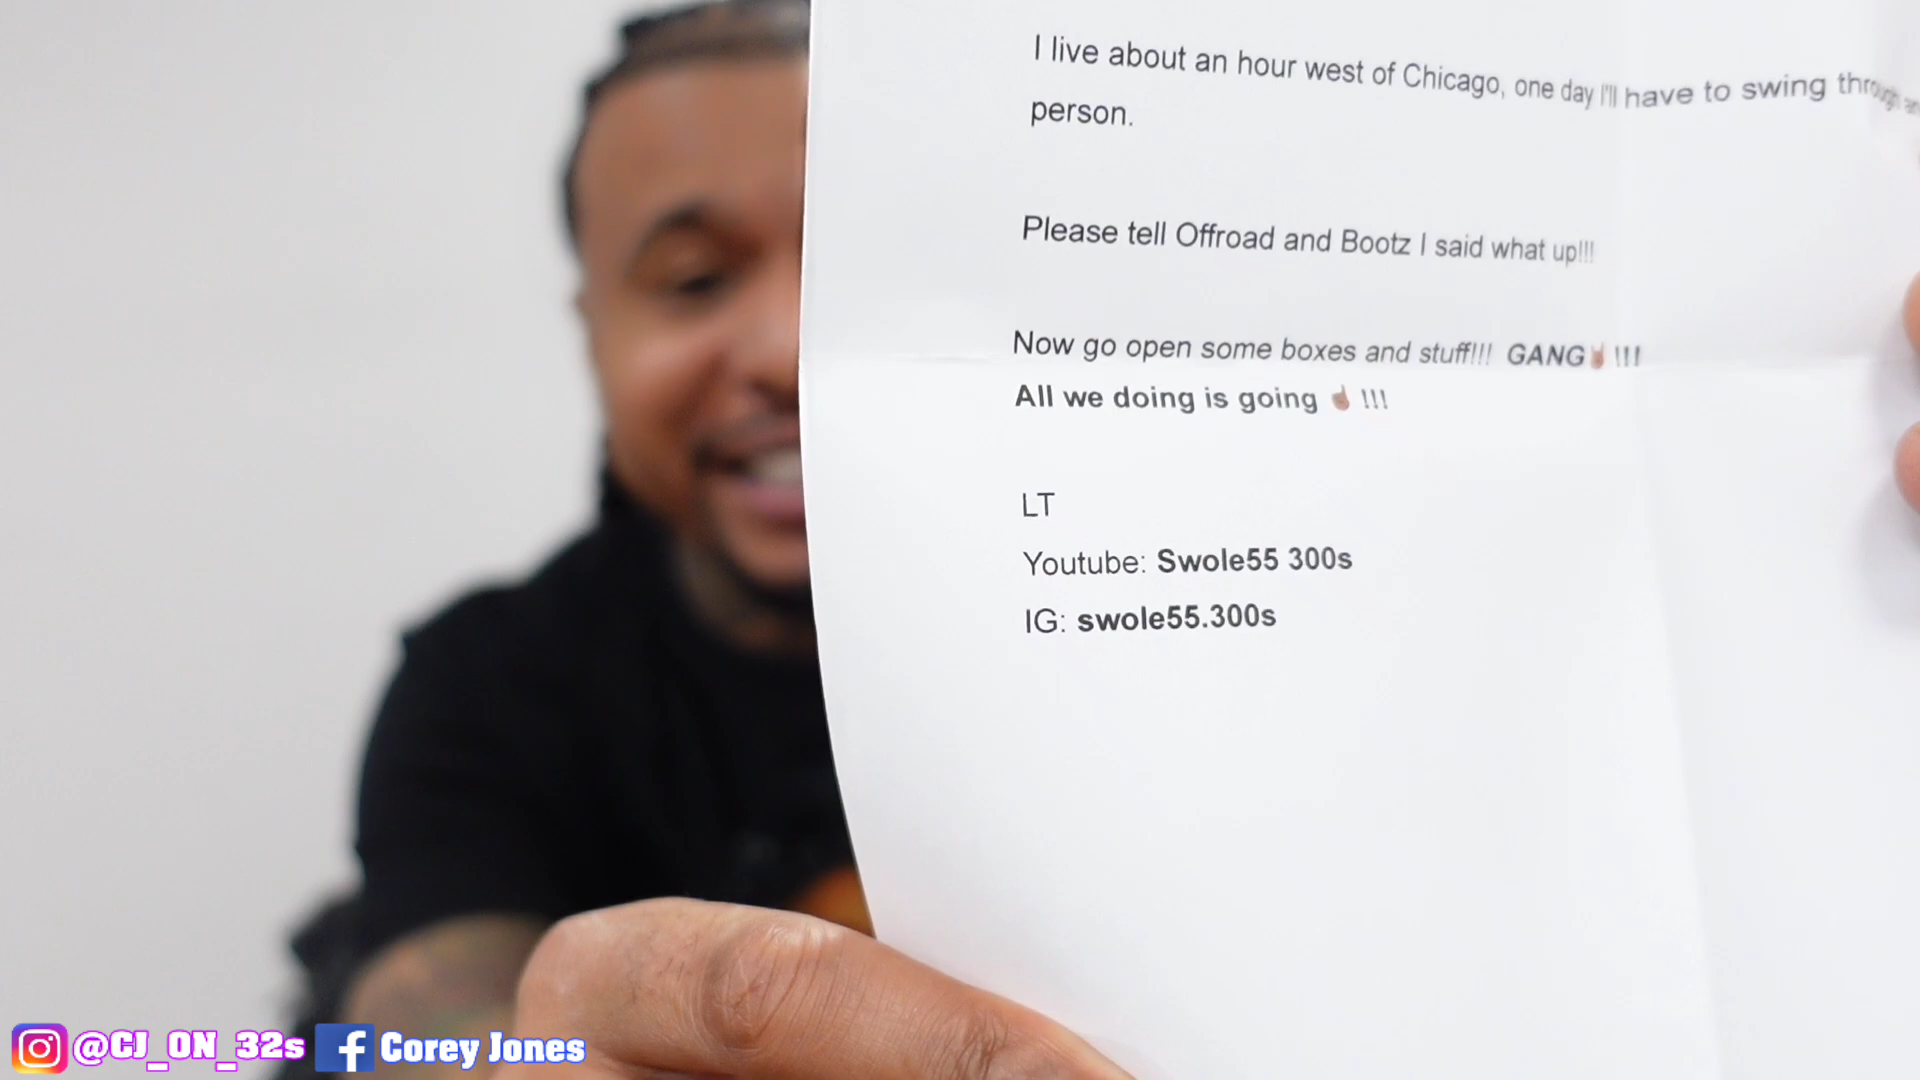 I live about an hour west of Chicago, one day I'll have to swing through
person.
Please tell Offroad and Bootz I said what up!!!
Now go open some boxes and stuff!!! GANG🤘🏽!!!
All we doing is going ☝🏽!!!
LT
Youtube: Swole55 300s
IG: swole55.300s
@CJ_ON_32s Corey Jones